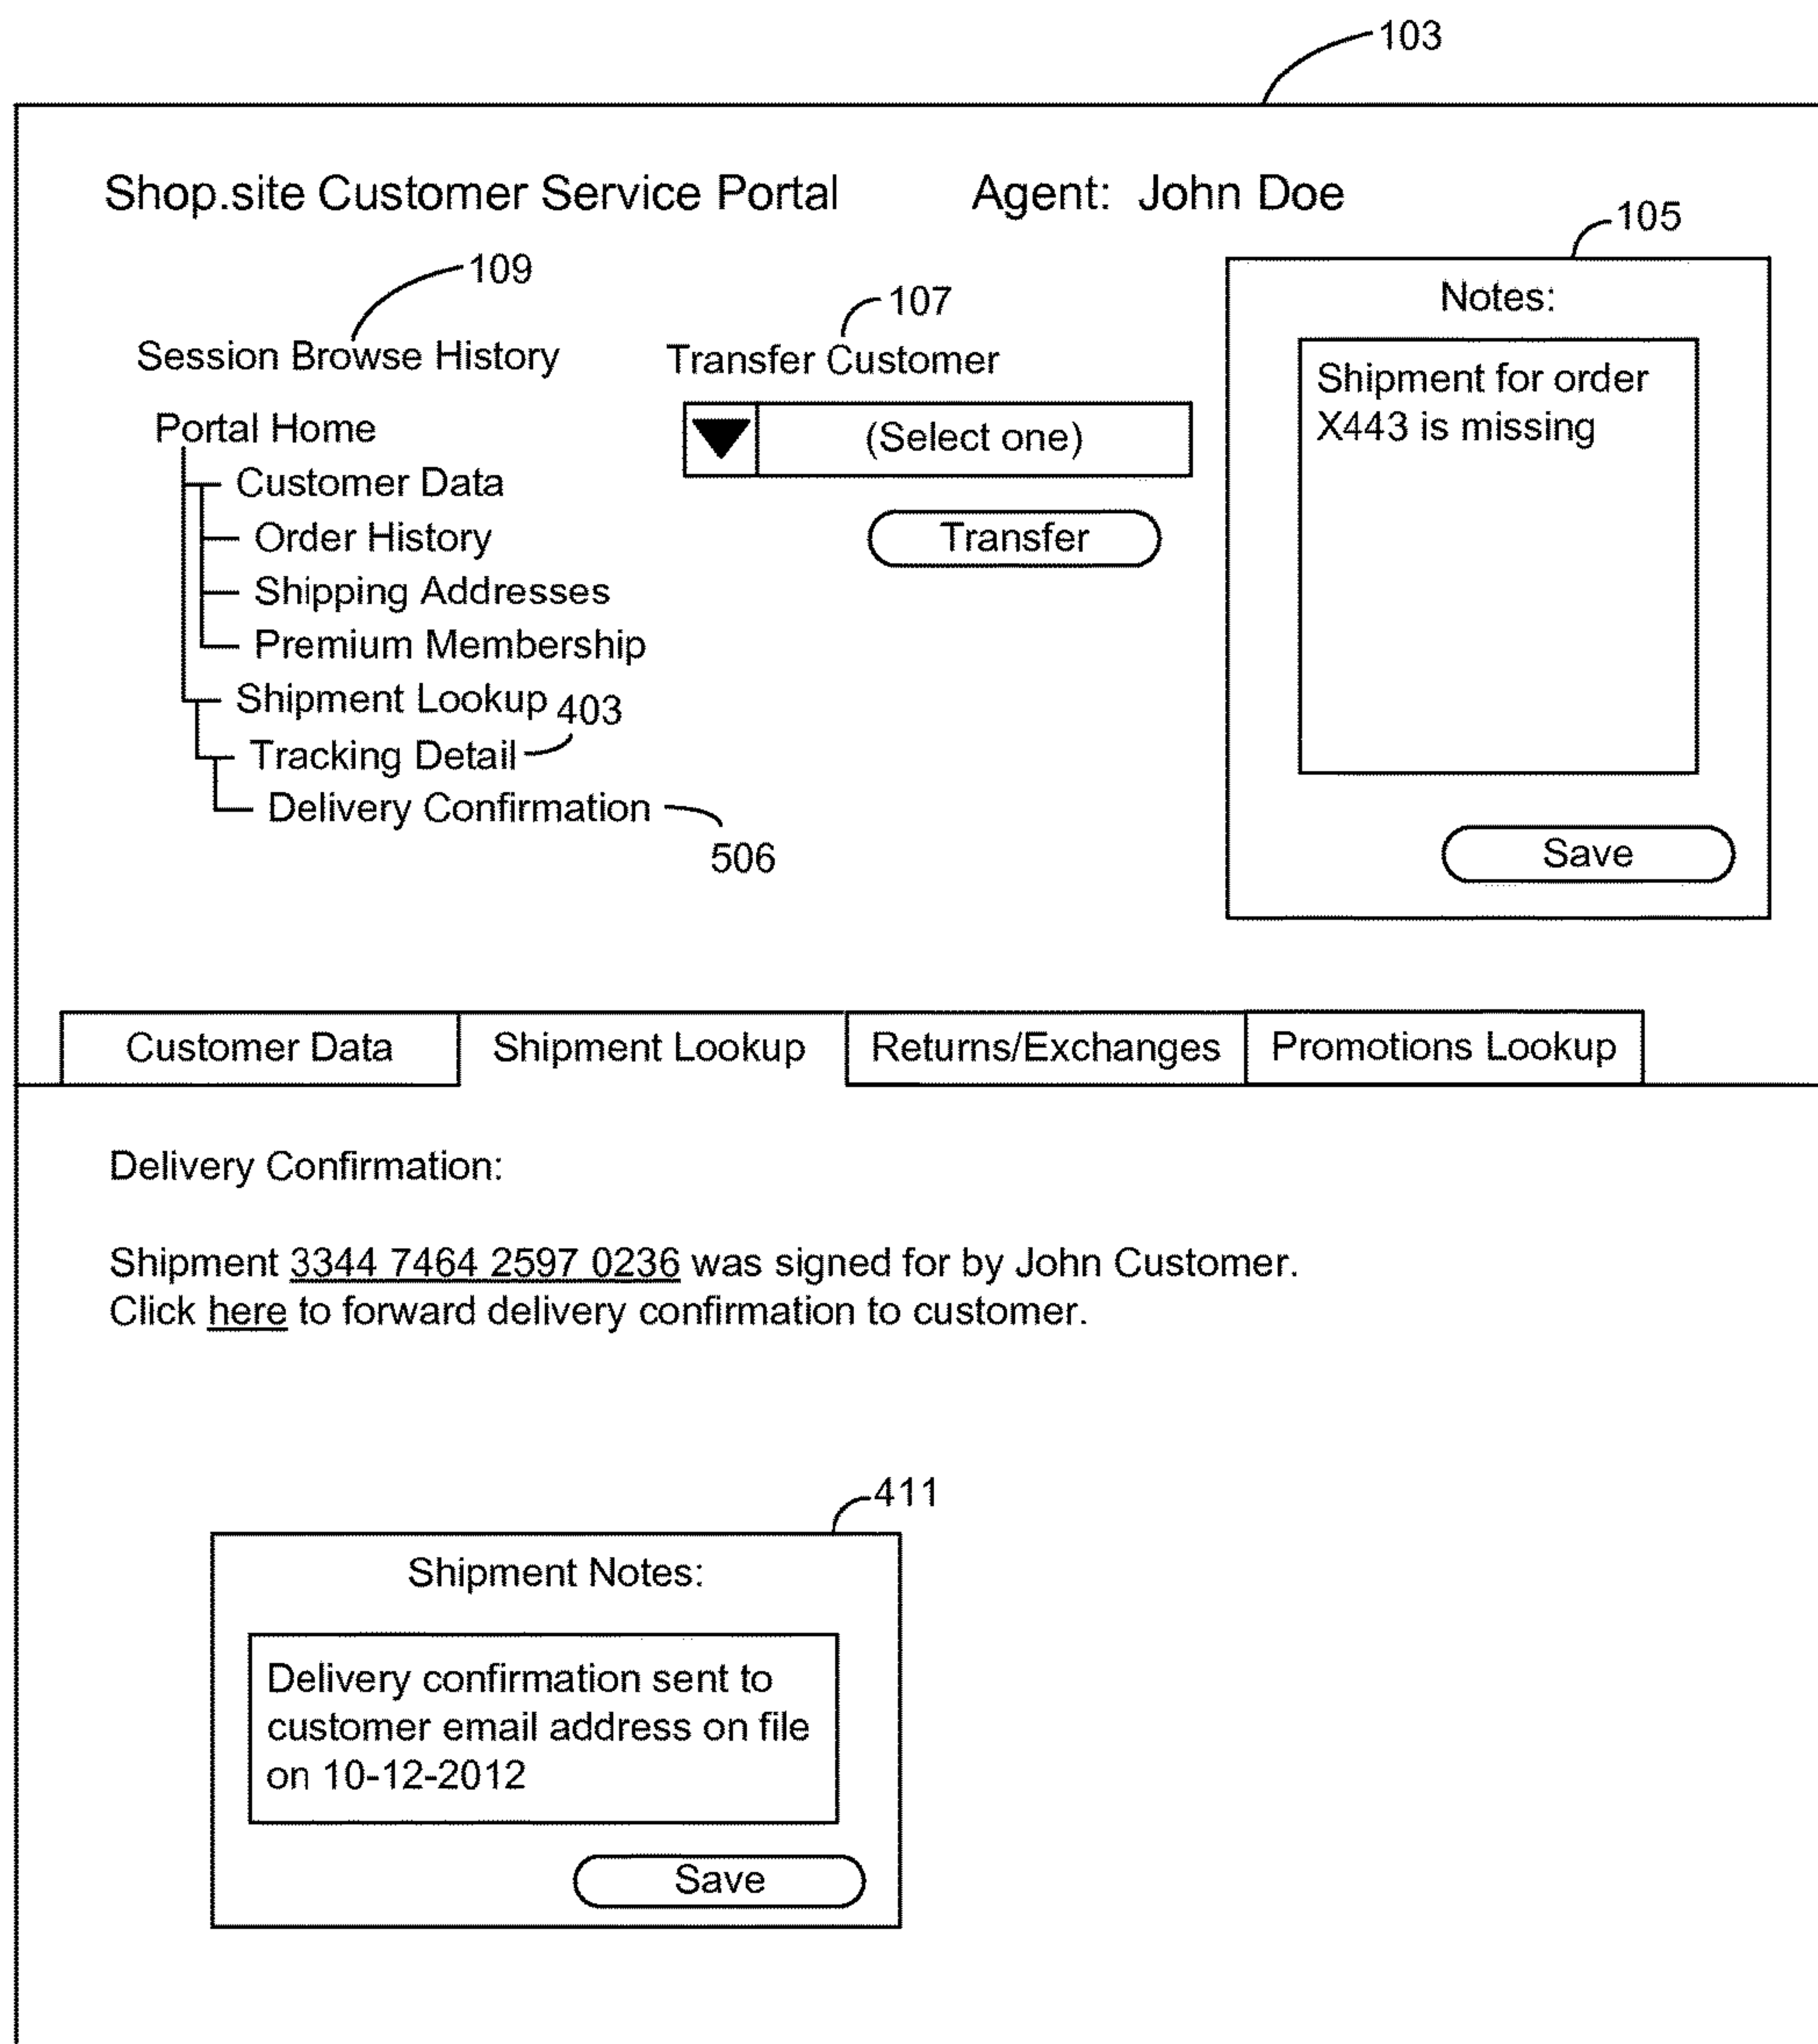 103
Shop.site Customer Service Portal
Agent: John Doe
105
109
107
Notes:
Session Browse History
Transfer Customer
Shipment for order
X443 is missing
Portal Home
(Select one)
Customer Data
Order History
Transfer
Shipping Addresses
Premium Membership
Shipment Lookup
403
Tracking Detail
Delivery Confirmation
506
Save
Customer Data
Shipment Lookup
Returns/Exchanges
Promotions Lookup
Delivery Confirmation:
Shipment 3344 7464 2597 0236 was signed for by John Customer.
Click here to forward delivery confirmation to customer.
411
Shipment Notes:
Delivery confirmation sent to
customer email address on file
on 10-12-2012
Save